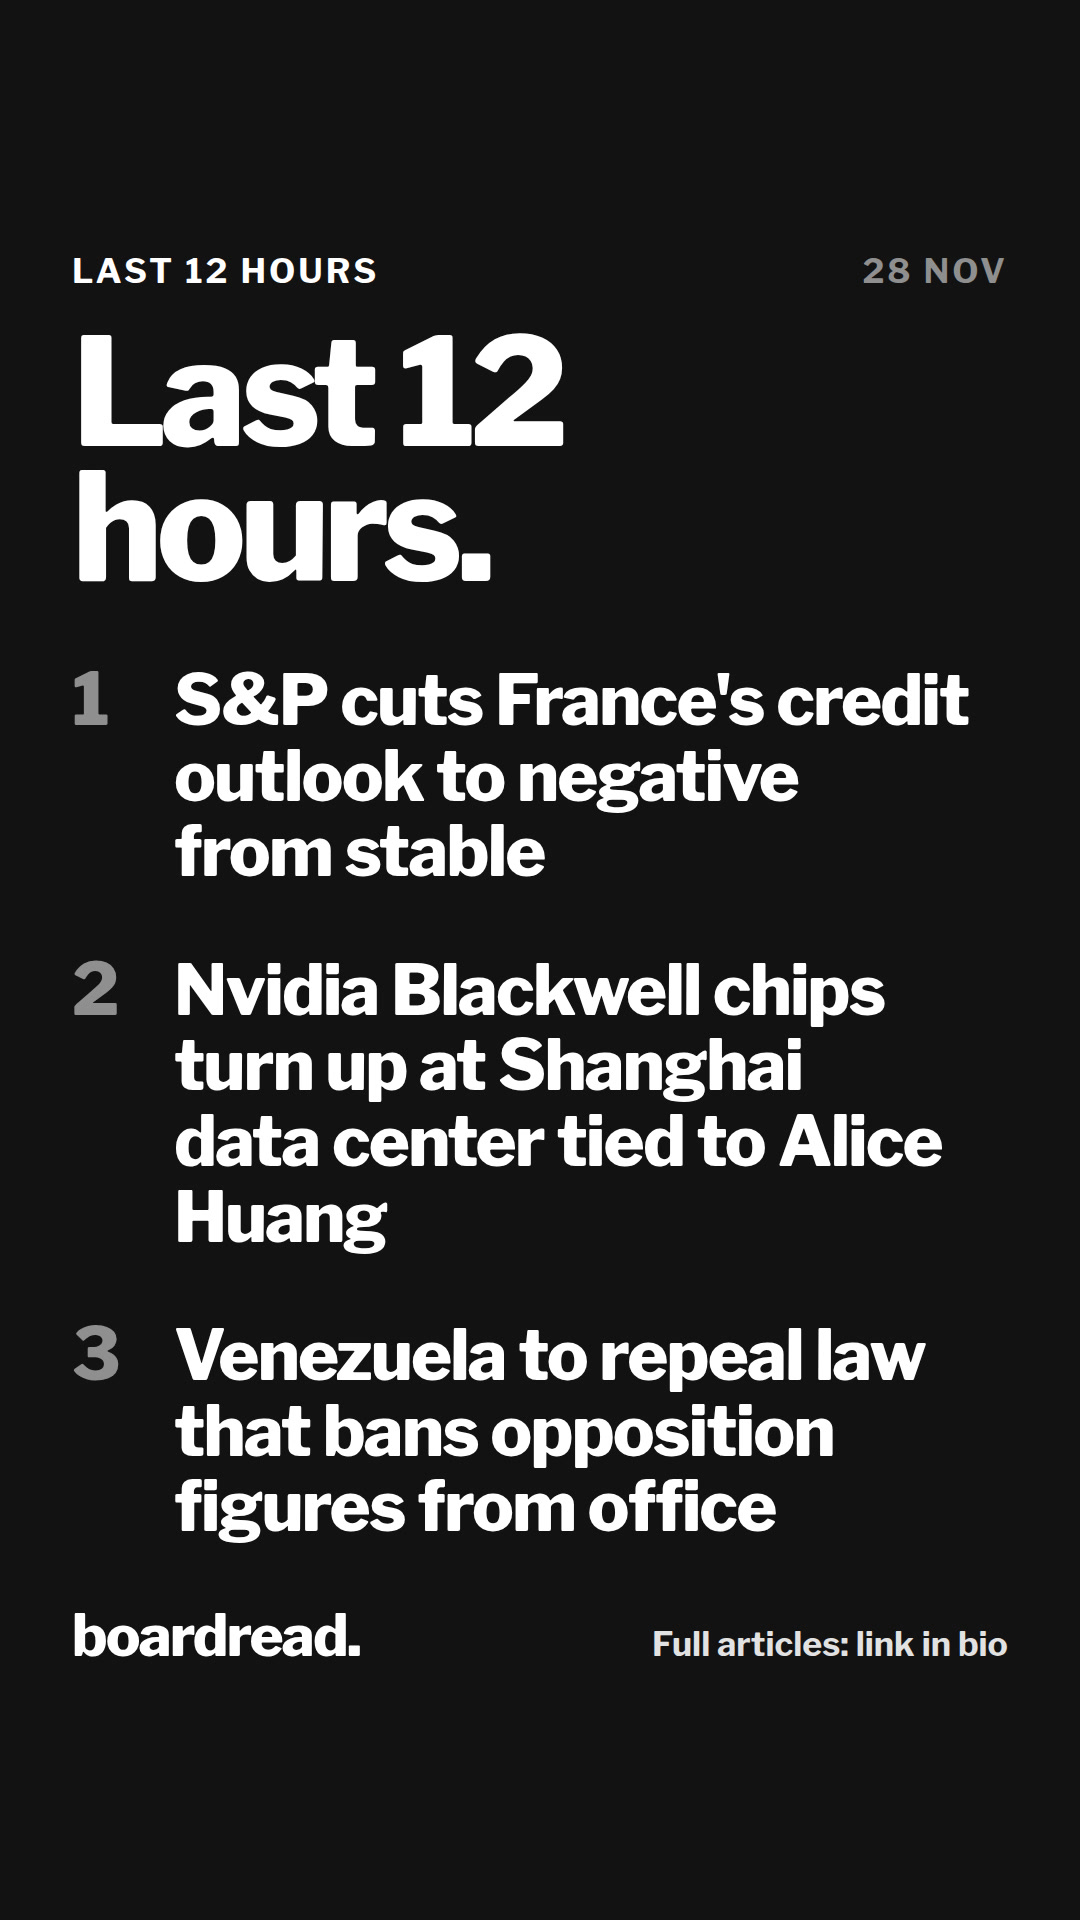 LAST 12 HOURS
28 NOV
Last 12
hours.
1
S&P cuts France's credit
outlook to negative
from stable
2
Nvidia Blackwell chips
turn up at Shanghai
data center tied to Alice
Huang
3
Venezuela to repeal law
that bans opposition
figures from office
boardread.
Full articles: link in bio